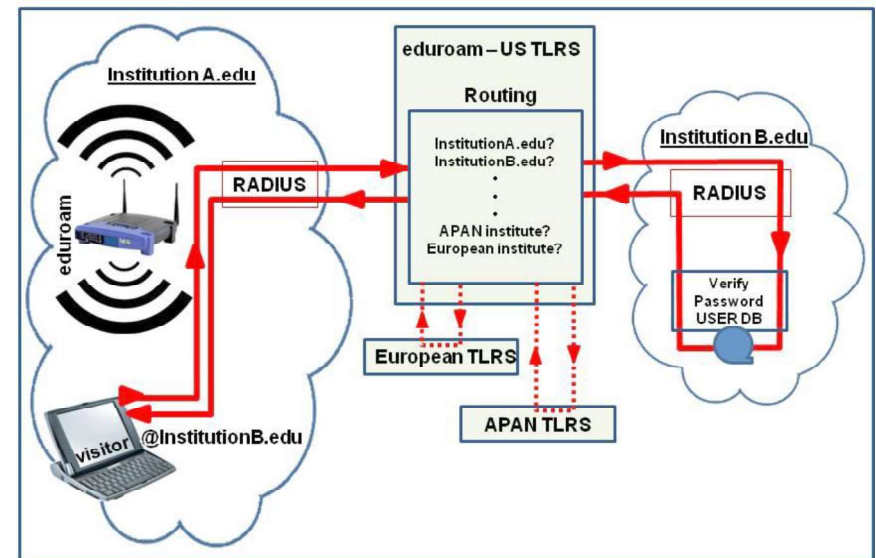 Institution A.edu
eduroam
RADIUS
visitor
@InstitutionB.edu
eduroam – US TLRS
Routing
InstitutionA.edu?
InstitutionB.edu?
•
•
•
APAN institute?
European institute?
European TLRS
APAN TLRS
Institution B.edu
RADIUS
Verify
Password
USER DB